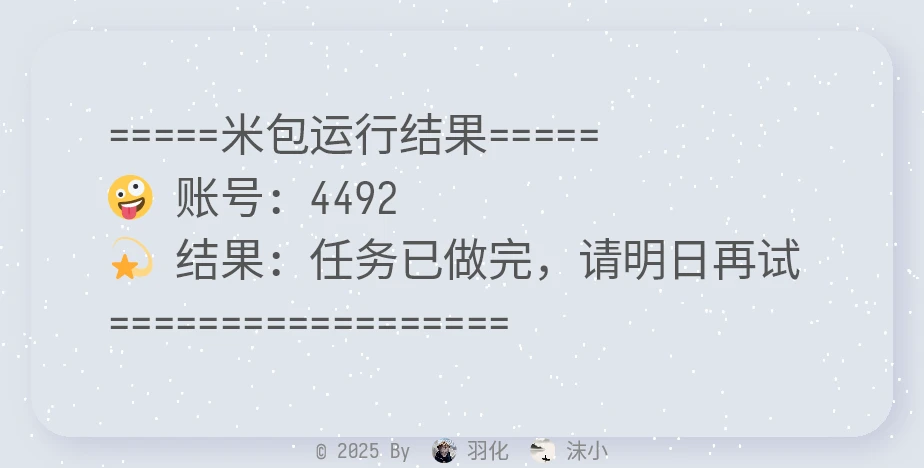 =====米包运行结果=====
🤪 账号：4492
💫 结果：任务已做完，请明日再试
==================
© 2025 By 羽化 沫小